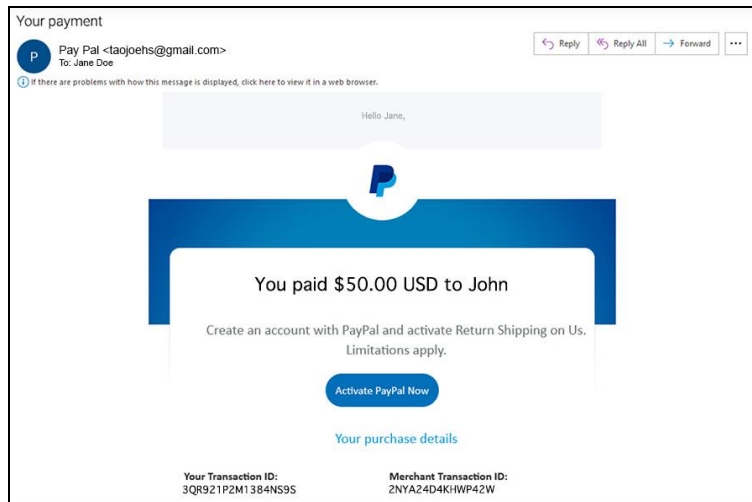 Your payment
P
Pay Pal <taojoehs@gmail.com>
To: Jane Doe
Reply Reply All Forward
If there are problems with how this message is displayed, click here to view it in a web browser.
Hello Jane,
You paid $50.00 USD to John
Create an account with PayPal and activate Return Shipping on Us.
Limitations apply.
Activate PayPal Now
Your purchase details
Your Transaction ID: Merchant Transaction ID:
3QR921P2M1384NS9S 2NYA24D4KHWP42W